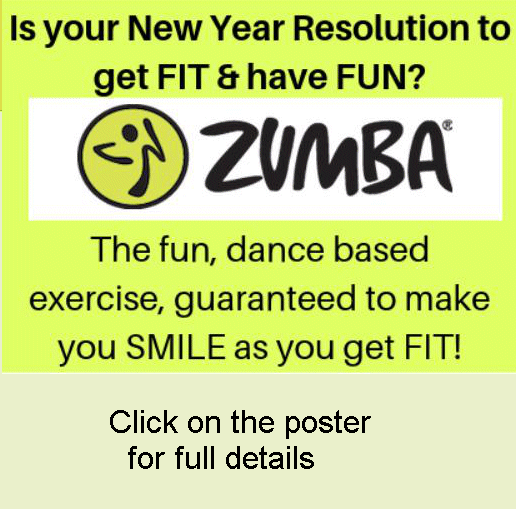 Is your New Year Resolution to
get FIT & have FUN?
ZUMBA®
The fun, dance based
exercise, guaranteed to make
you SMILE as you get FIT!
Click on the poster
for full details